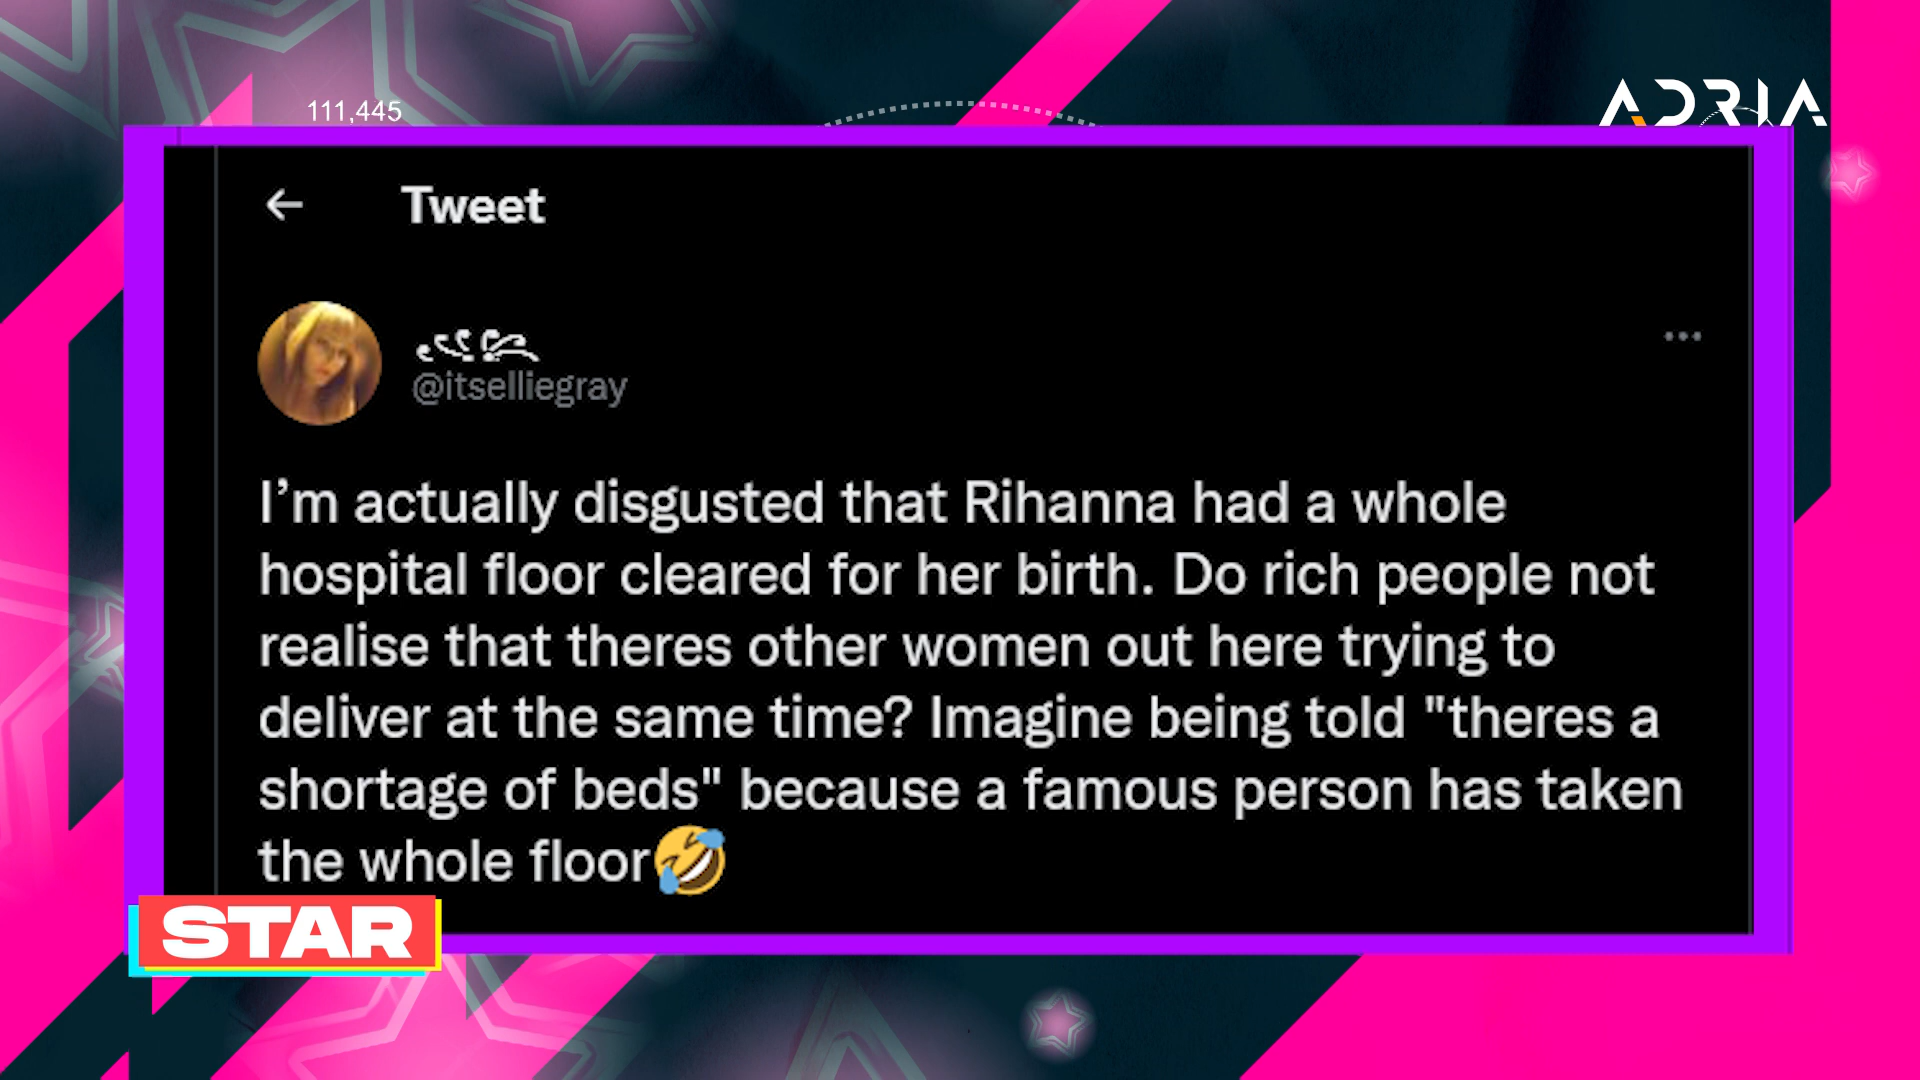 111,445
ADRIA
Tweet
@itselliegray
I’m actually disgusted that Rihanna had a whole
hospital floor cleared for her birth. Do rich people not
realise that theres other women out here trying to
deliver at the same time? Imagine being told "theres a
shortage of beds" because a famous person has taken
the whole floor🤣
STAR